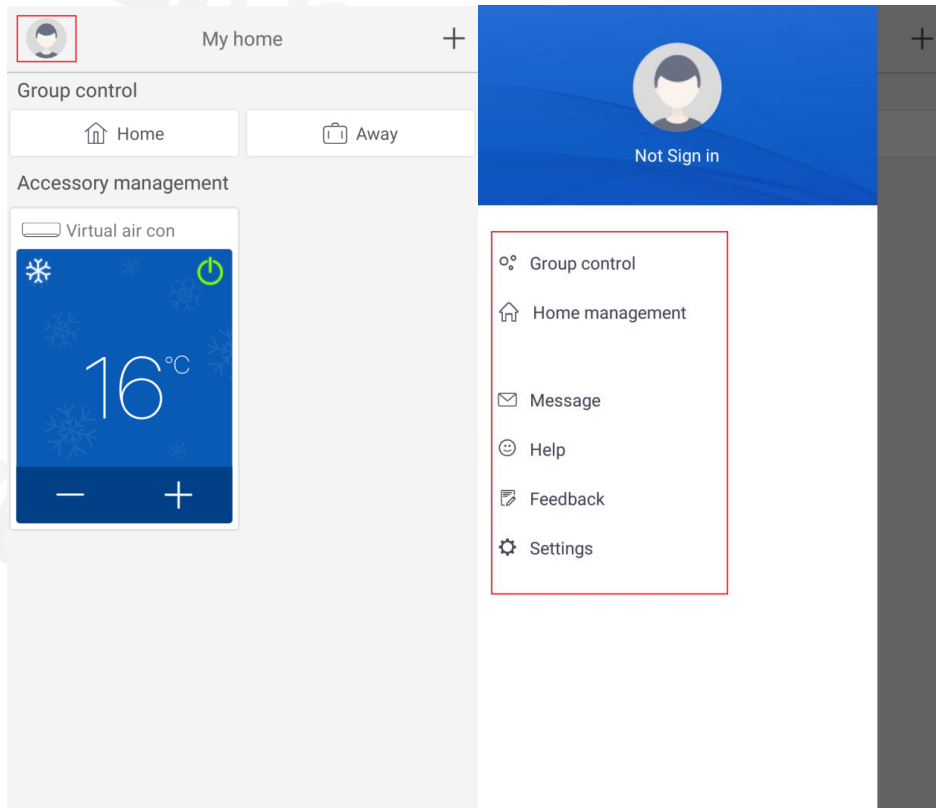 My home
+
Group control
Home
Away
Accessory management
Virtual air con
16°C
− +
+
Not Sign in
Group control
Home management
Message
Help
Feedback
Settings